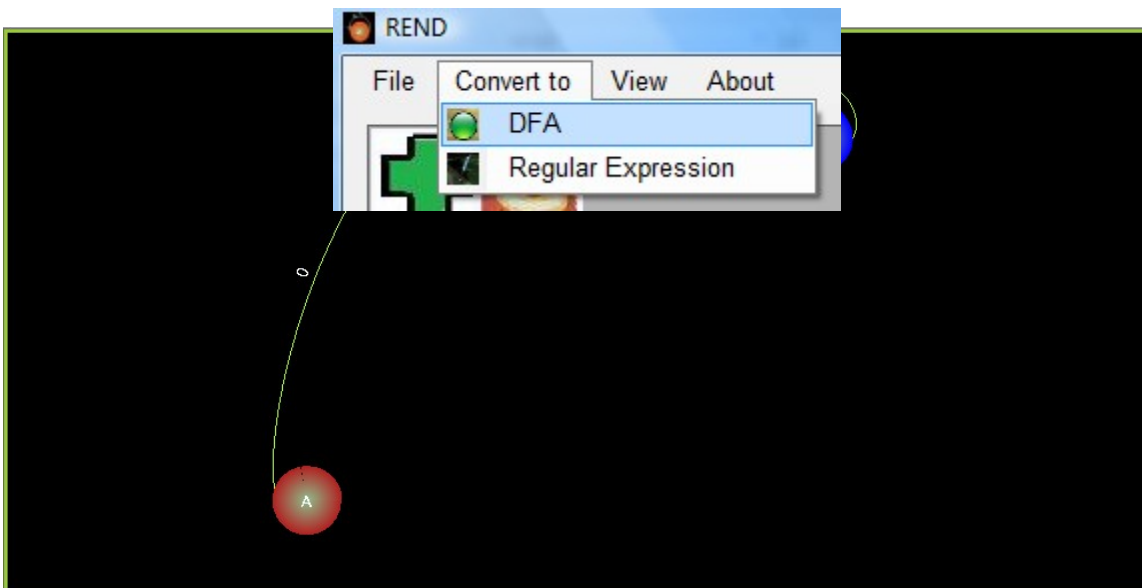 REND
File Convert to View About
DFA
Regular Expression
0
A